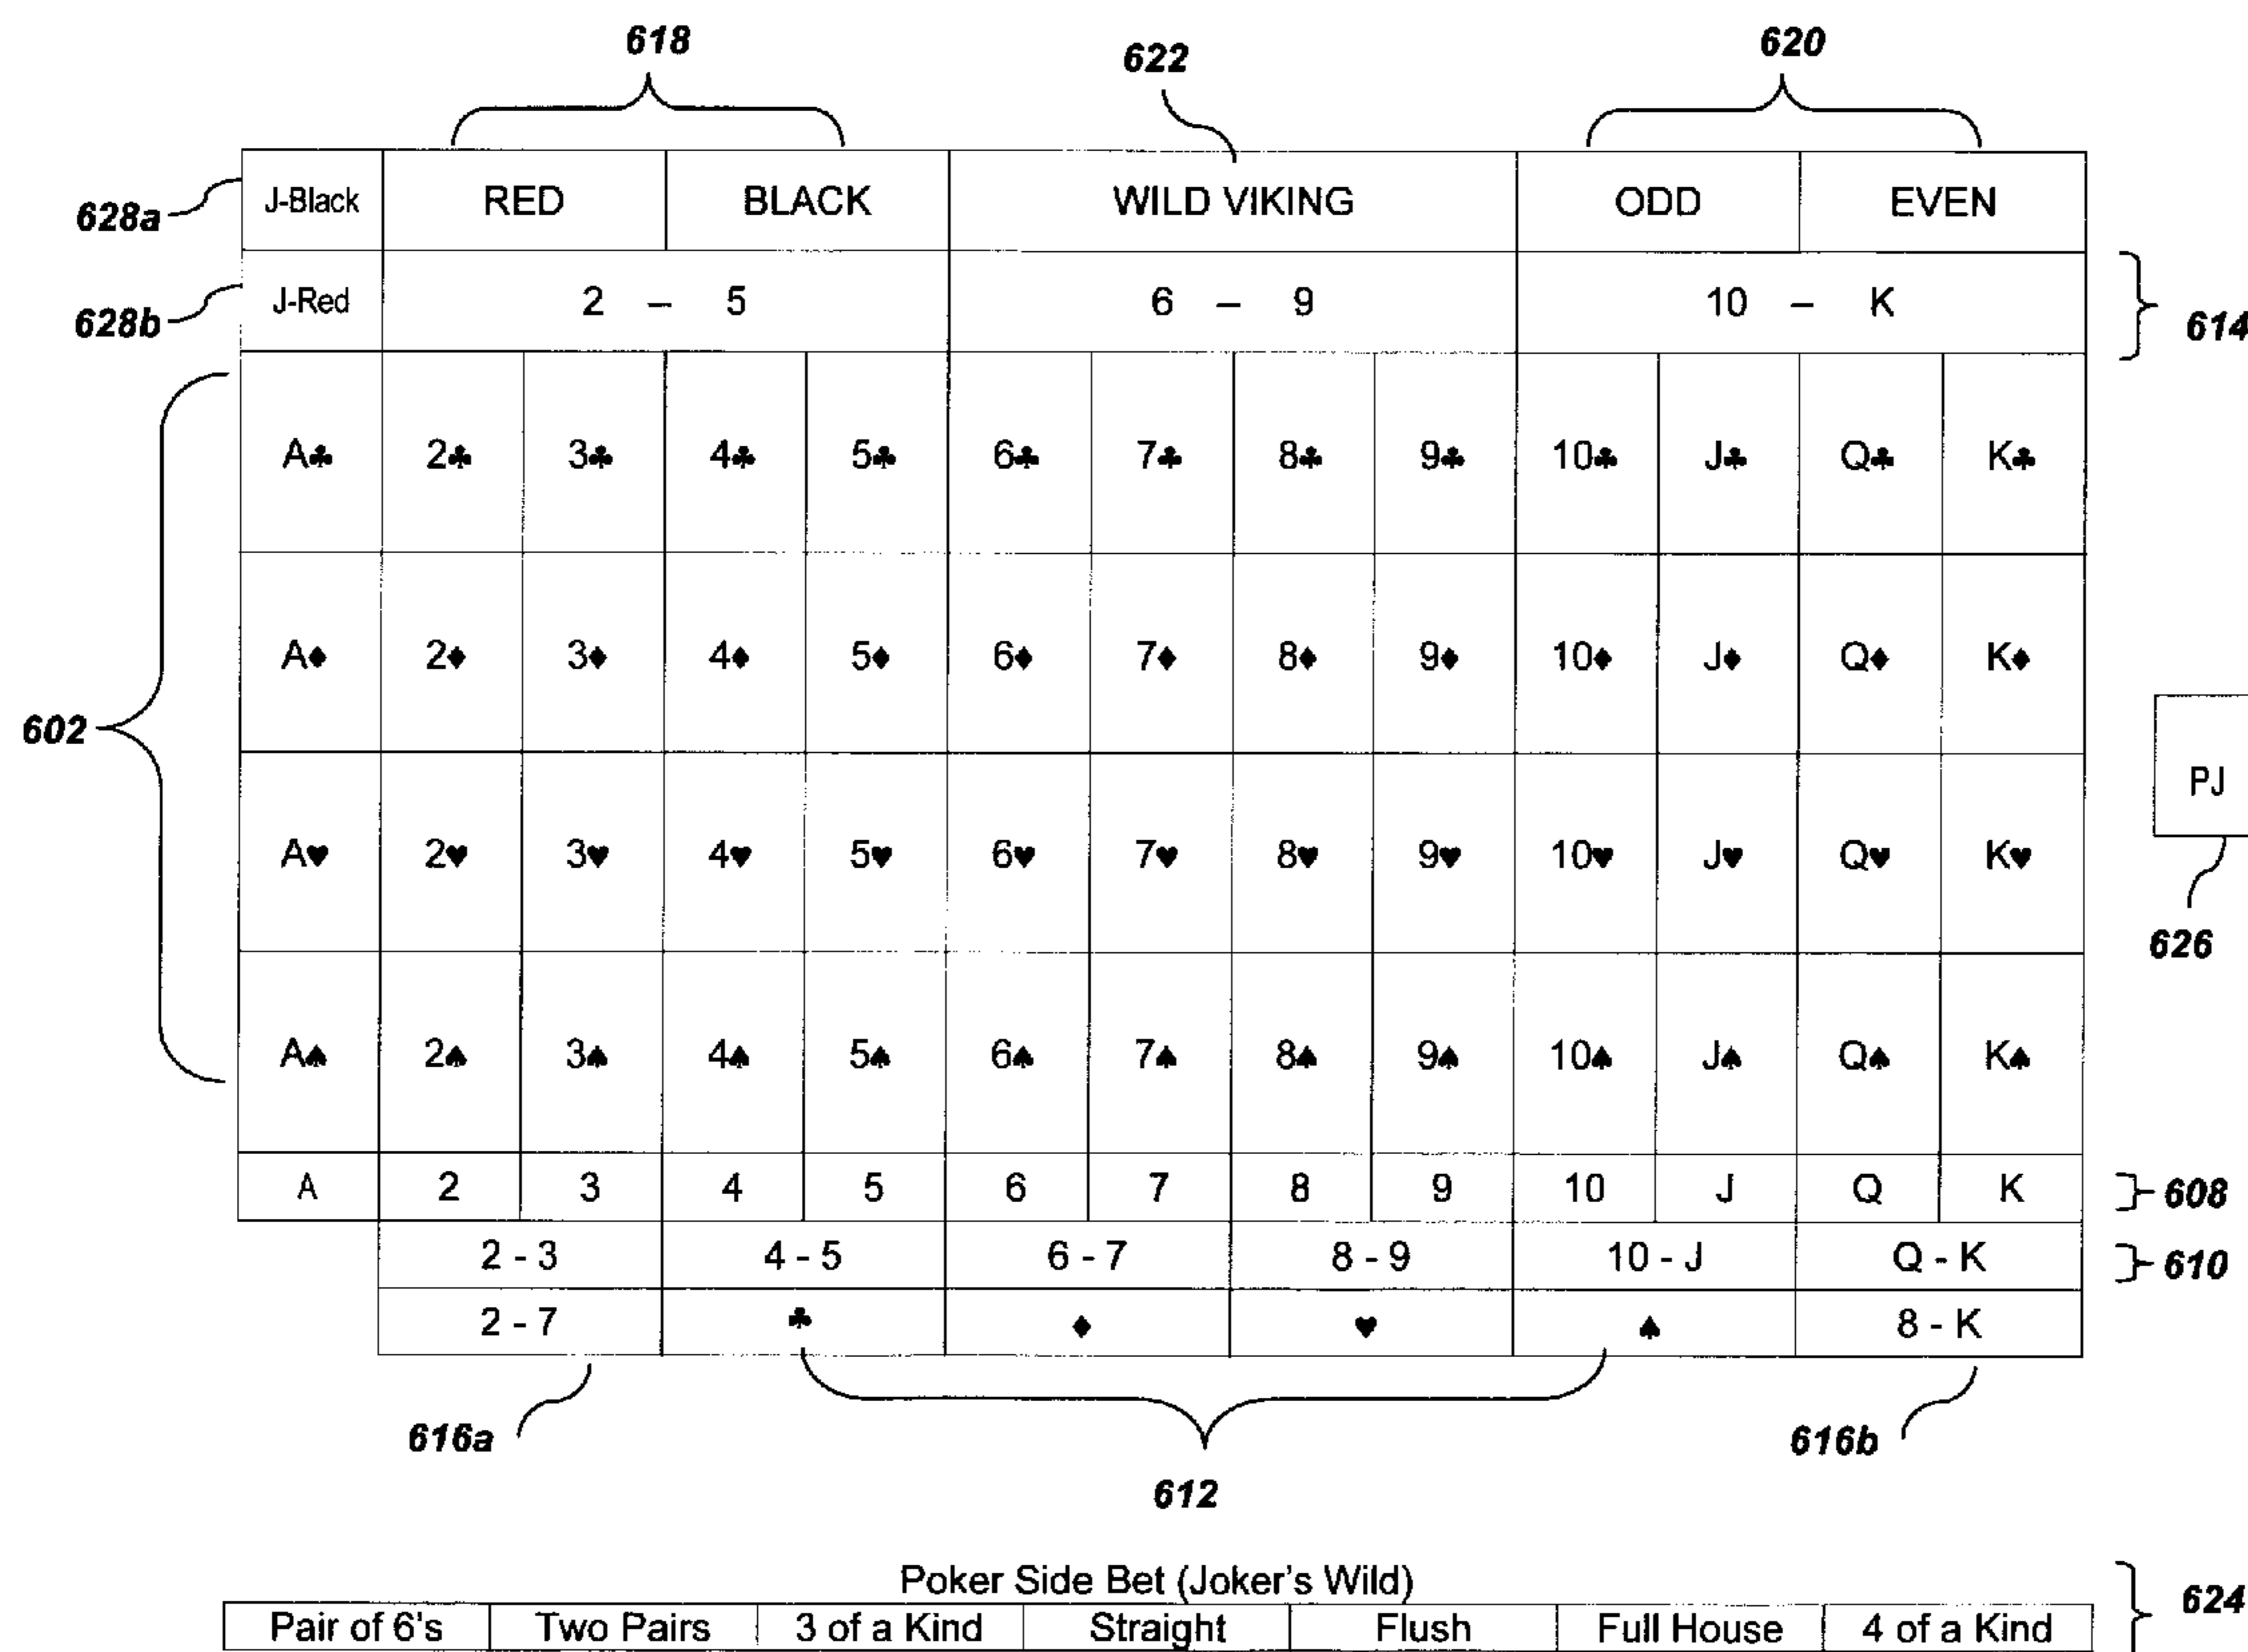 618 622 620
628a J-Black RED BLACK WILD VIKING ODD EVEN
628b J-Red 2 – 5 6 – 9 10 – K 614
A♣ 2♣ 3♣ 4♣ 5♣ 6♣ 7♣ 8♣ 9♣ 10♣ J♣ Q♣ K♣
A♦ 2♦ 3♦ 4♦ 5♦ 6♦ 7♦ 8♦ 9♦ 10♦ J♦ Q♦ K♦
602
PJ
A♥ 2♥ 3♥ 4♥ 5♥ 6♥ 7♥ 8♥ 9♥ 10♥ J♥ Q♥ K♥
626
A♠ 2♠ 3♠ 4♠ 5♠ 6♠ 7♠ 8♠ 9♠ 10♠ J♠ Q♠ K♠
A 2 3 4 5 6 7 8 9 10 J Q K 608
2 - 3 4 - 5 6 - 7 8 - 9 10 - J Q - K 610
2 - 7 ♣ ♦ ♥ ♠ 8 - K
616a 616b
612
Poker Side Bet (Joker's Wild)
624
Pair of 6's Two Pairs 3 of a Kind Straight Flush Full House 4 of a Kind